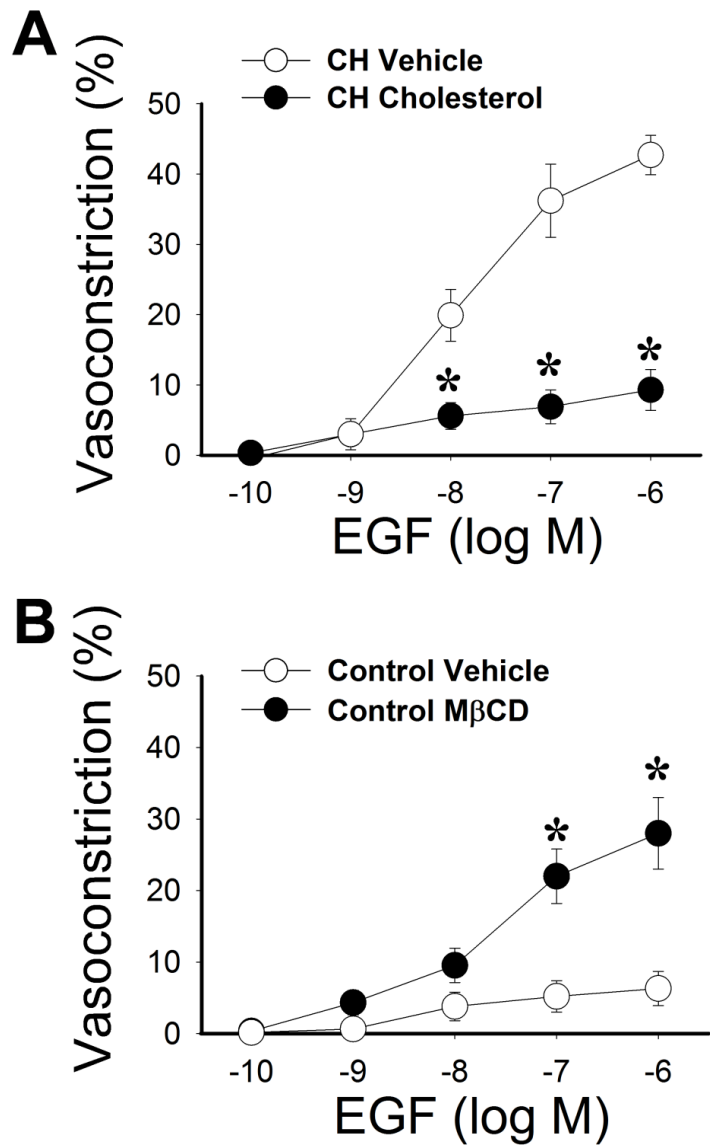 A
CH Vehicle
CH Cholesterol
Vasoconstriction (%)
50
40
30
20
10
0
*
*
*
-10 -9 -8 -7 -6
EGF (log M)
B
Control Vehicle
Control MβCD
Vasoconstriction (%)
50
40
30
20
10
0
*
*
-10 -9 -8 -7 -6
EGF (log M)